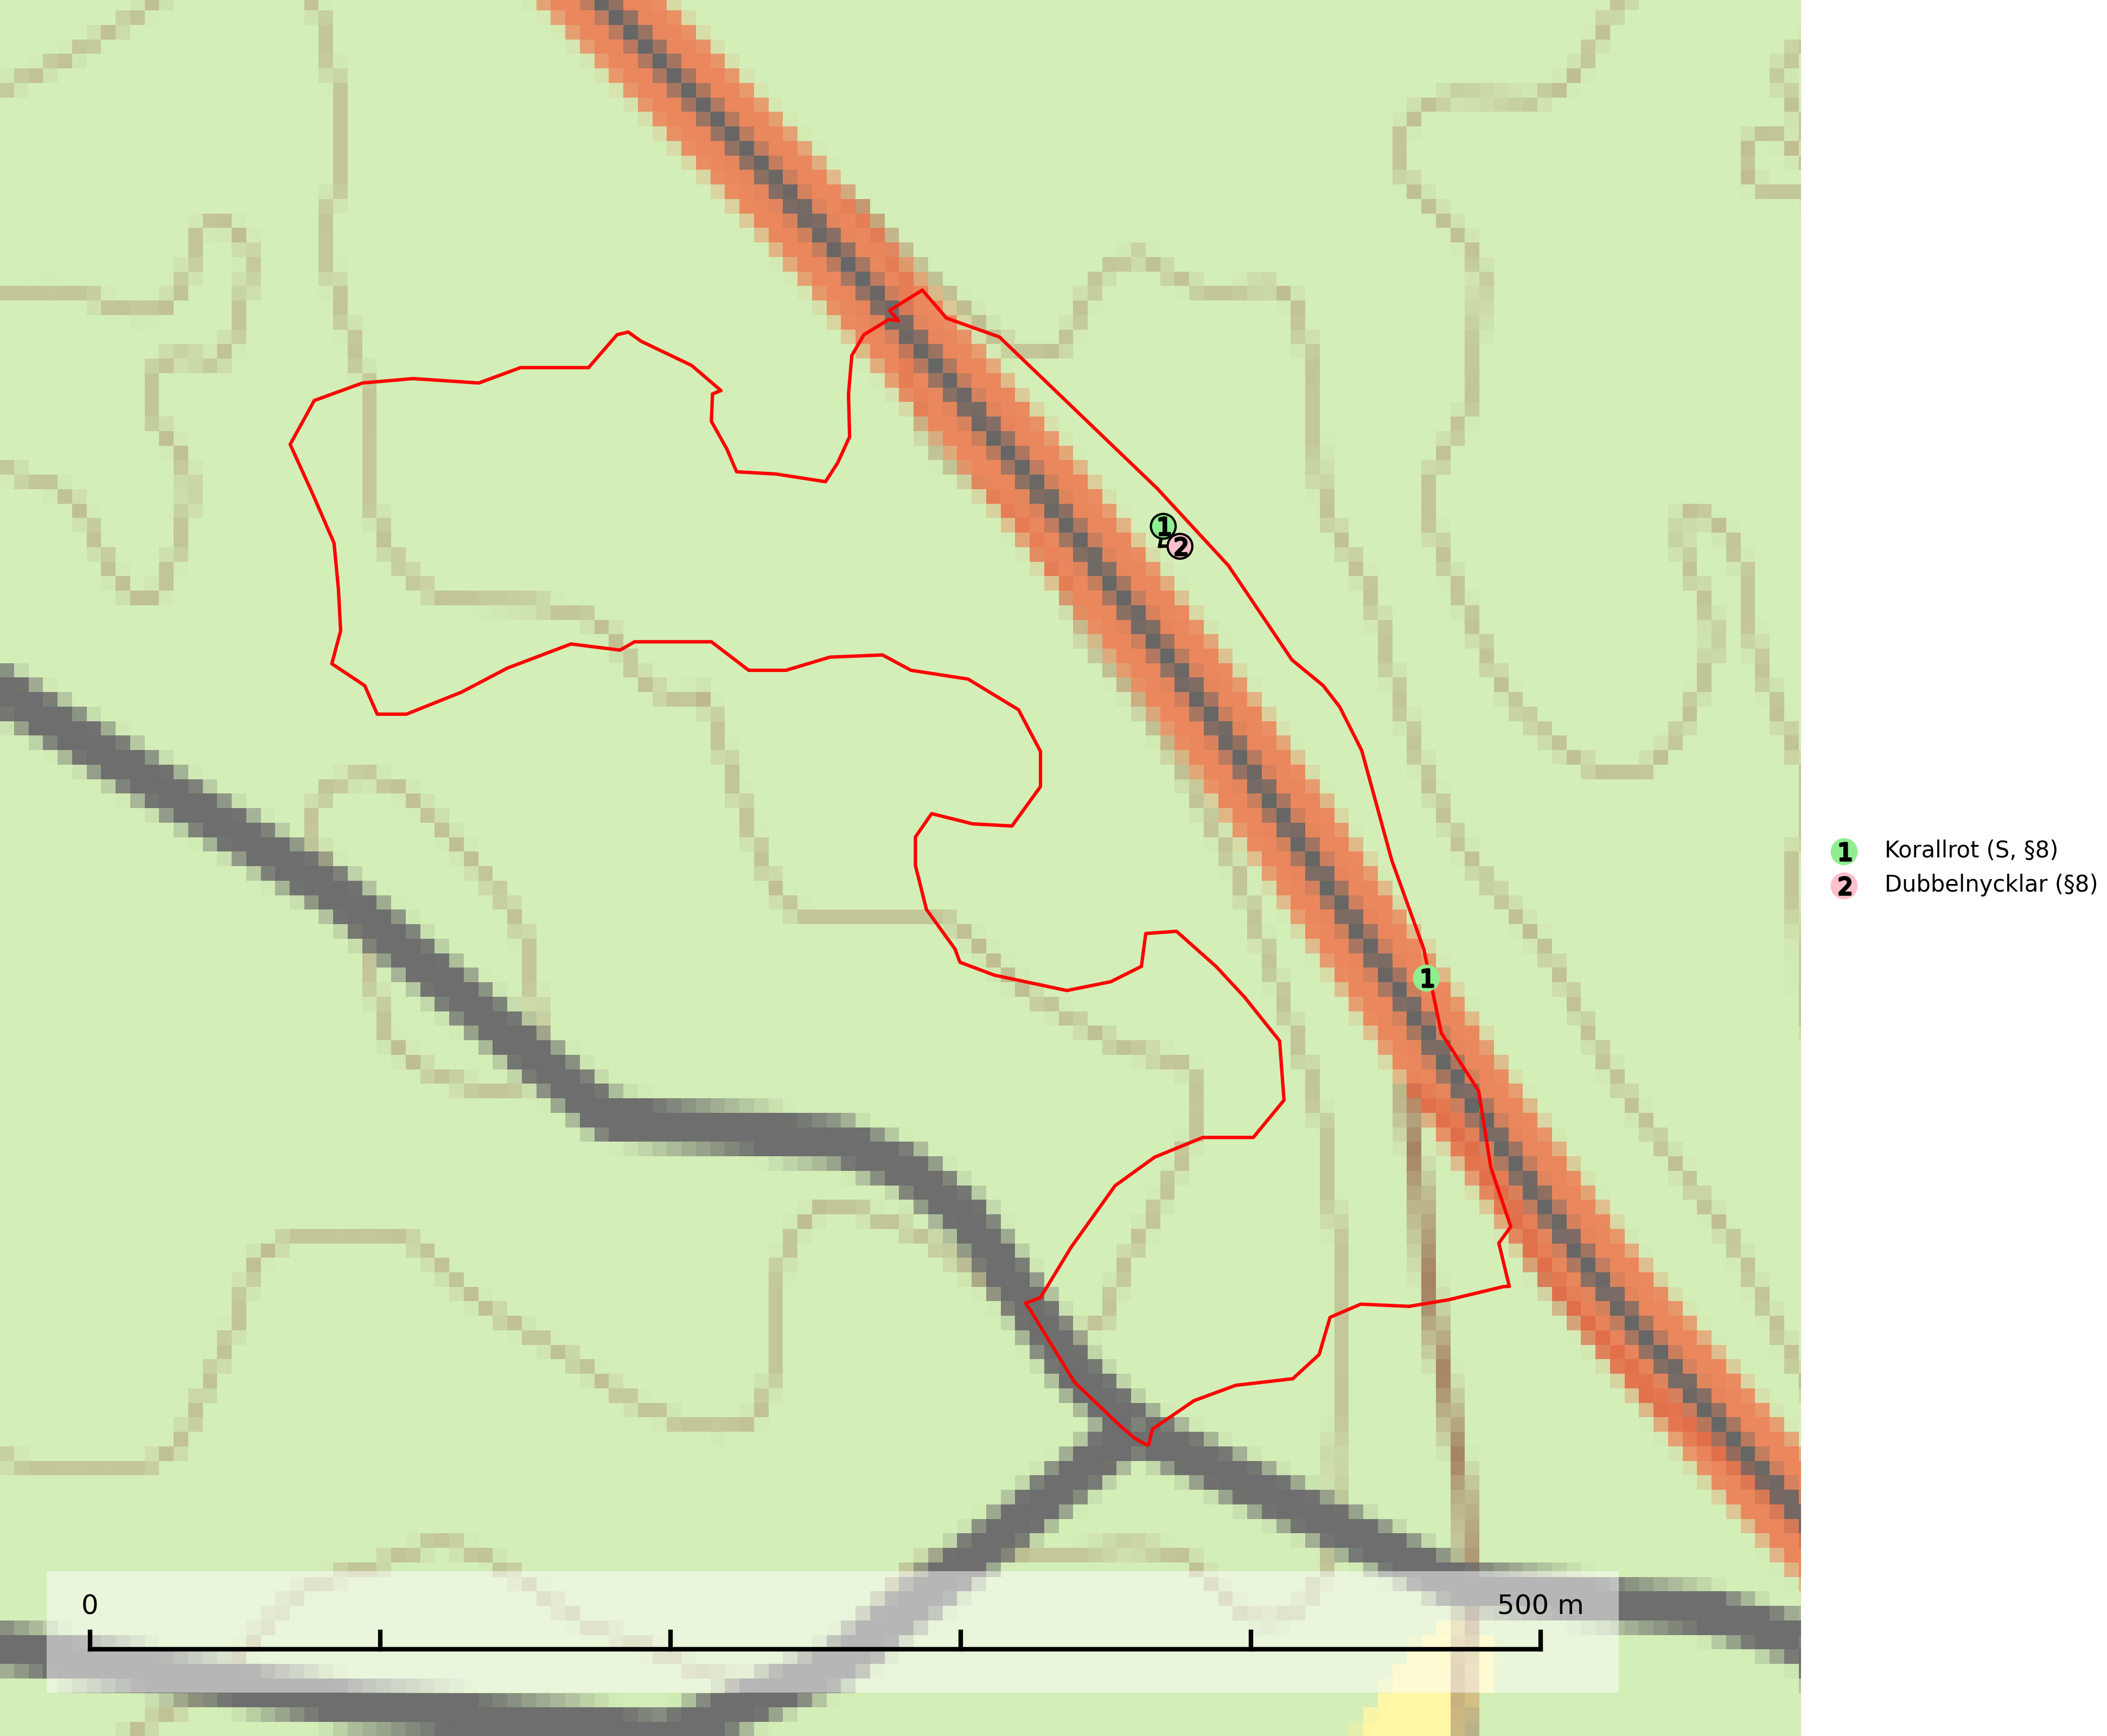 1
2
1
1 Korallrot (S, §8)
2 Dubbelnycklar (§8)
0 500 m